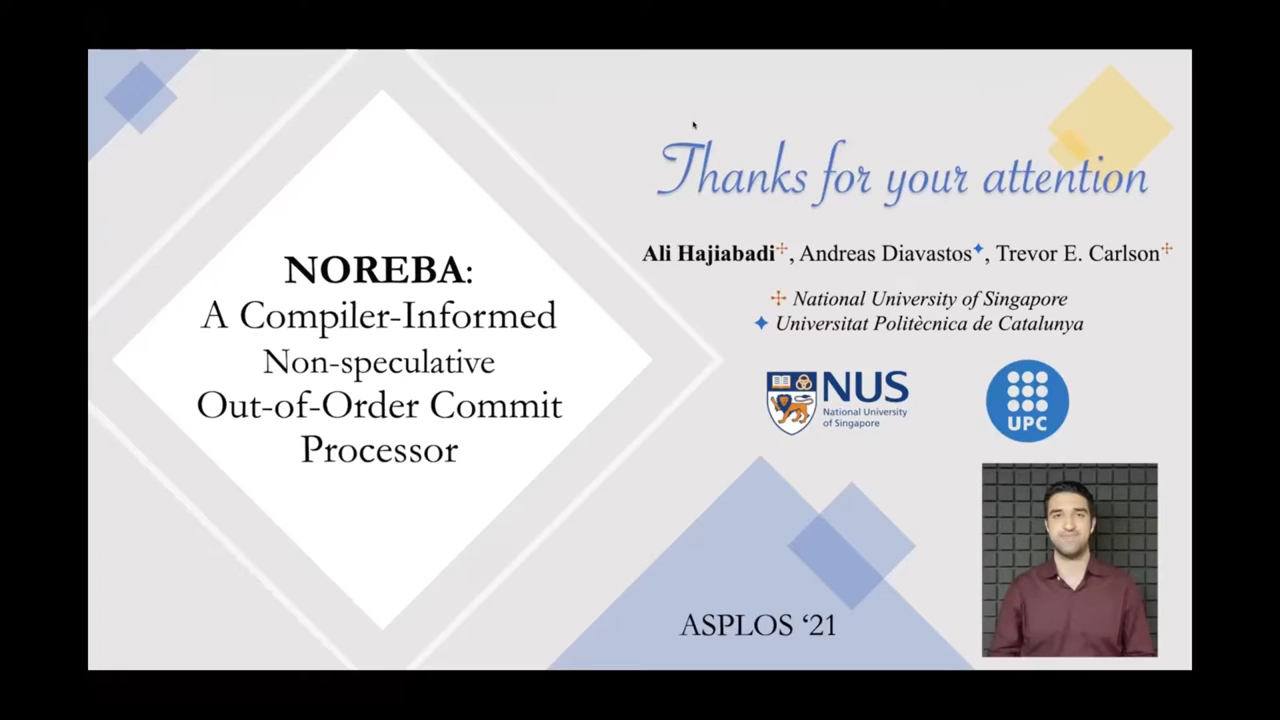 NOREBA:
A Compiler-Informed
Non-speculative
Out-of-Order Commit
Processor
Thanks for your attention
Ali Hajiabadi✢, Andreas Diavastos✦, Trevor E. Carlson✢
✢ National University of Singapore
✦ Universitat Politècnica de Catalunya
NUS
National University
of Singapore
UPC
ASPLOS ‘21